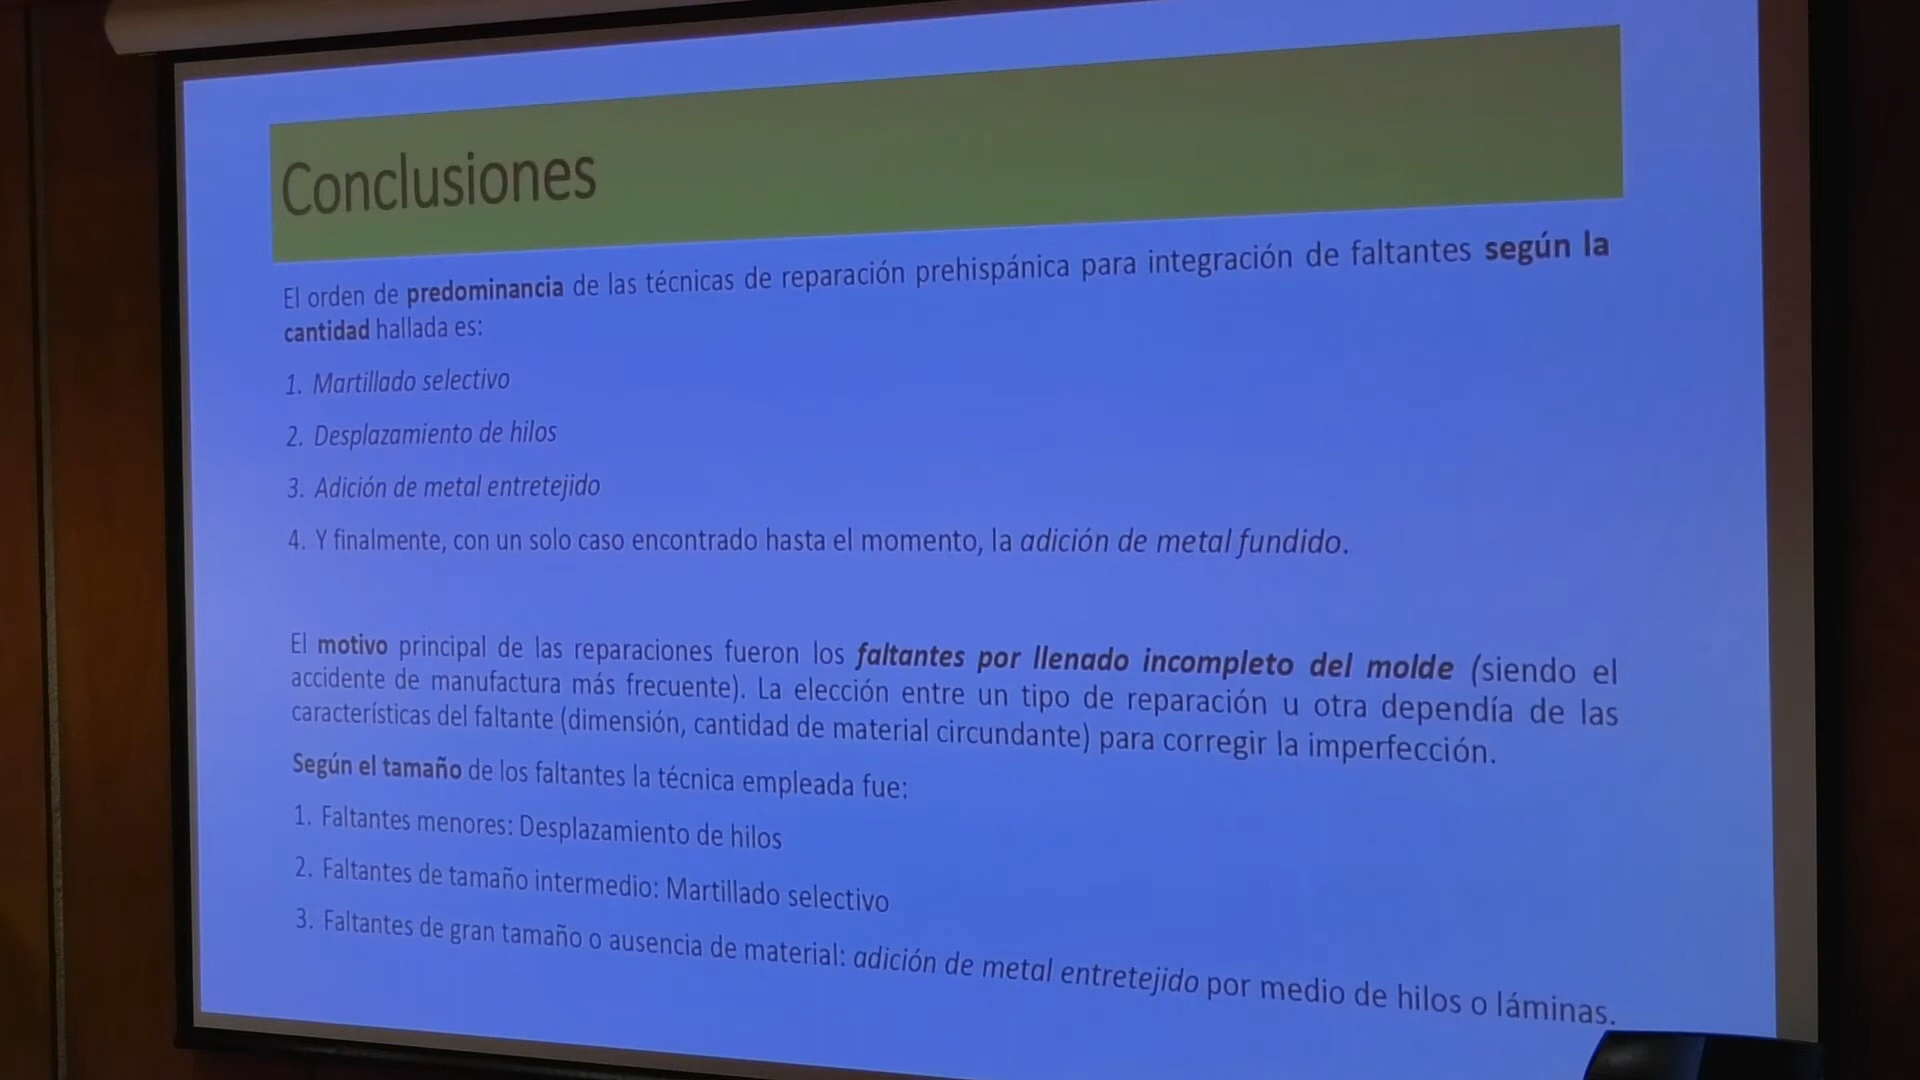 Conclusiones
El orden de predominancia de las técnicas de reparación prehispánica para integración de faltantes según la
cantidad hallada es:
1. Martillado selectivo
2. Desplazamiento de hilos
3. Adición de metal entretejido
4. Y finalmente, con un solo caso encontrado hasta el momento, la adición de metal fundido.
El motivo principal de las reparaciones fueron los faltantes por llenado incompleto del molde (siendo el
accidente de manufactura más frecuente). La elección entre un tipo de reparación u otra dependía de las
características del faltante (dimensión, cantidad de material circundante) para corregir la imperfección.
Según el tamaño de los faltantes la técnica empleada fue:
1. Faltantes menores: Desplazamiento de hilos
2. Faltantes de tamaño intermedio: Martillado selectivo
3. Faltantes de gran tamaño o ausencia de material: adición de metal entretejido por medio de hilos o láminas.